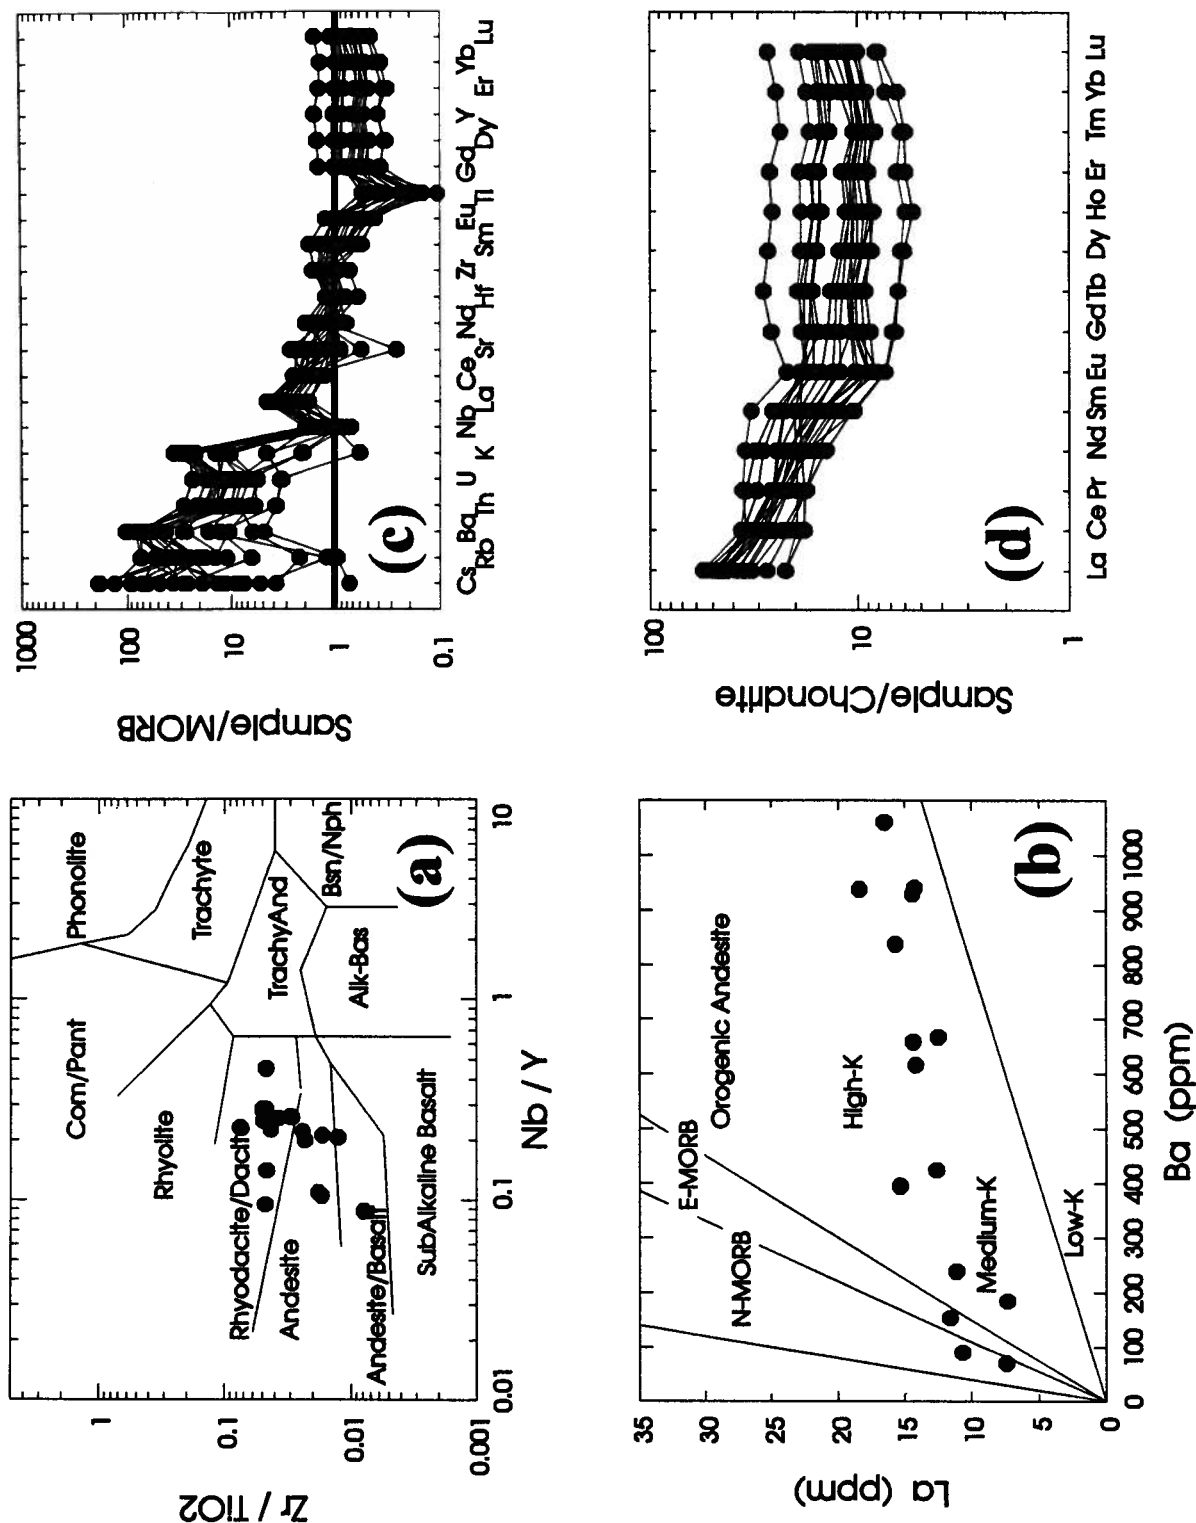 Zr / TiO2
1
0.1
0.01
0.001
Phonolite
Com/Pant
Trachyte
Rhyolite
Rhyodacite/Dacite
TrachyAnd
Bsn/Nph
Andesite
Alk-Bas
Andesite/Basalt
SubAlkaline Basalt
(a)
0.01
0.1
1
10
Nb / Y
Sample/MORB
1000
100
10
1
0.1
(c)
Cs
Rb
Ba
Th
U
K
Nb
La
Ce
Sr
Nd
Hf
Zr
Sm
Eu
Ti
Gd
Dy
Y
Er
Yb
Lu
La (ppm)
35
30
25
20
15
10
5
0
N-MORB
E-MORB
Orogenic Andesite
High-K
Medium-K
Low-K
(b)
0 100 200 300 400 500 600 700 800 900 1000
Ba (ppm)
Sample/Chondrite
100
10
1
(d)
La Ce Pr Nd Sm Eu Gd Tb Dy Ho Er Tm Yb Lu